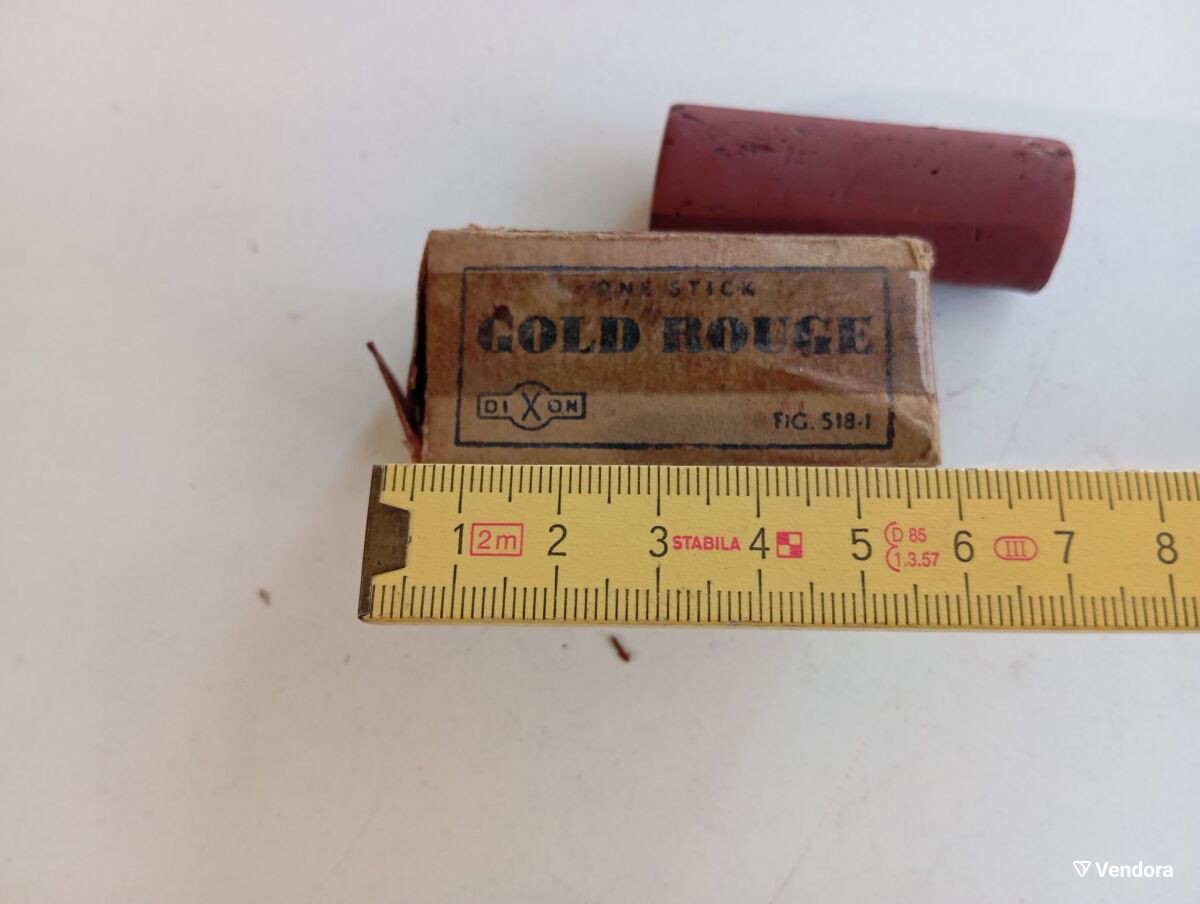 ONE STICK
GOLD ROUGE
DIXON
FIG. 518-1
1 2m 2 3 STABILA 4 5 D 85 1.3.57 6 III 7 8
Vendora